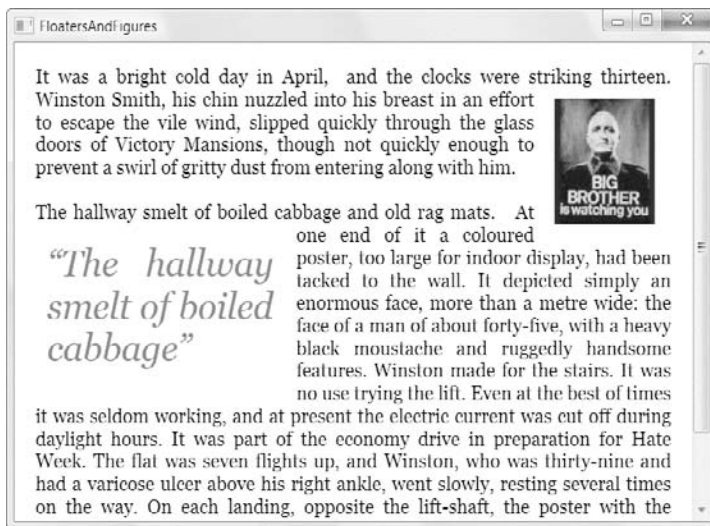 FloatersAndFigures
It was a bright cold day in April, and the clocks were striking thirteen.
Winston Smith, his chin nuzzled into his breast in an effort
to escape the vile wind, slipped quickly through the glass
doors of Victory Mansions, though not quickly enough to
prevent a swirl of gritty dust from entering along with him.
BIG
BROTHER
is watching you
The hallway smelt of boiled cabbage and old rag mats. At
one end of it a coloured
poster, too large for indoor display, had been
tacked to the wall. It depicted simply an
enormous face, more than a metre wide: the
face of a man of about forty-five, with a heavy
black moustache and ruggedly handsome
features. Winston made for the stairs. It was
no use trying the lift. Even at the best of times
“The hallway
smelt of boiled
cabbage”
it was seldom working, and at present the electric current was cut off during
daylight hours. It was part of the economy drive in preparation for Hate
Week. The flat was seven flights up, and Winston, who was thirty-nine and
had a varicose ulcer above his right ankle, went slowly, resting several times
on the way. On each landing, opposite the lift-shaft, the poster with the